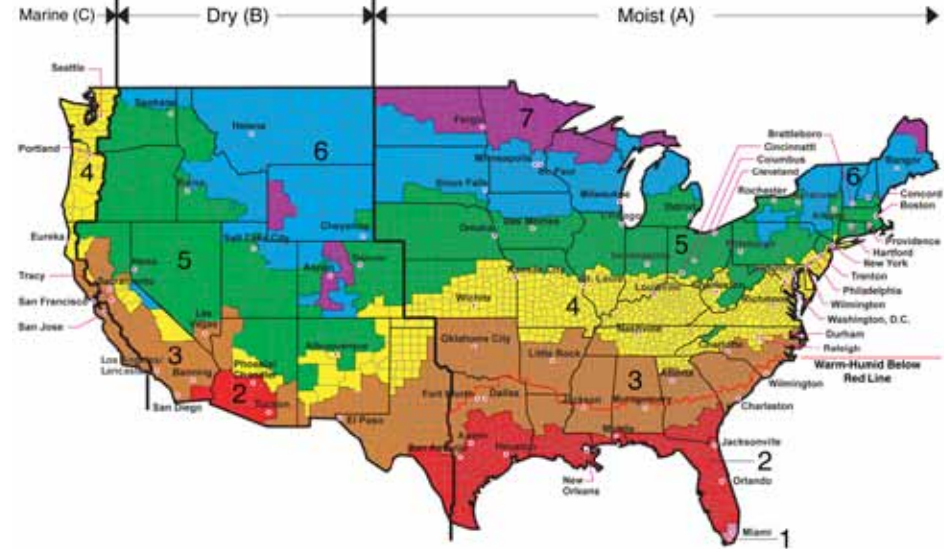 Marine (C)
Dry (B)
Moist (A)
Seattle
Portland
4
Eureka
Tracy
San Francisco
San Jose
Spokane
Helena
6
Boise
Cheyenne
Salt Lake City
5
Reno
Sacramento
Denver
Las Vegas
Los Angeles/
Lancaster
3
Banning
San Diego
Phoenix
2
Tucson
Albuquerque
El Paso
Fargo
7
Minneapolis
St. Paul
Sioux Falls
Milwaukee
Chicago
Detroit
Omaha
Des Moines
5
Indianapolis
Pittsburgh
Kansas City
St. Louis
Louisville
Charleston
Richmond
Wichita
4
Nashville
Oklahoma City
Little Rock
Charlotte
3
Atlanta
Fort Worth
Dallas
Jackson
Montgomery
Mobile
Austin
San Antonio
Houston
New
Orleans
Brattleboro
Cincinnatti
Columbus
Cleveland
Rochester
Albany
6
Bangor
Concord
Boston
Providence
Hartford
New York
Trenton
Philadelphia
Wilmington
Washington, D.C.
Durham
Raleigh
Warm-Humid Below
Red Line
Wilmington
Charleston
Jacksonville
2
Orlando
Miami
1